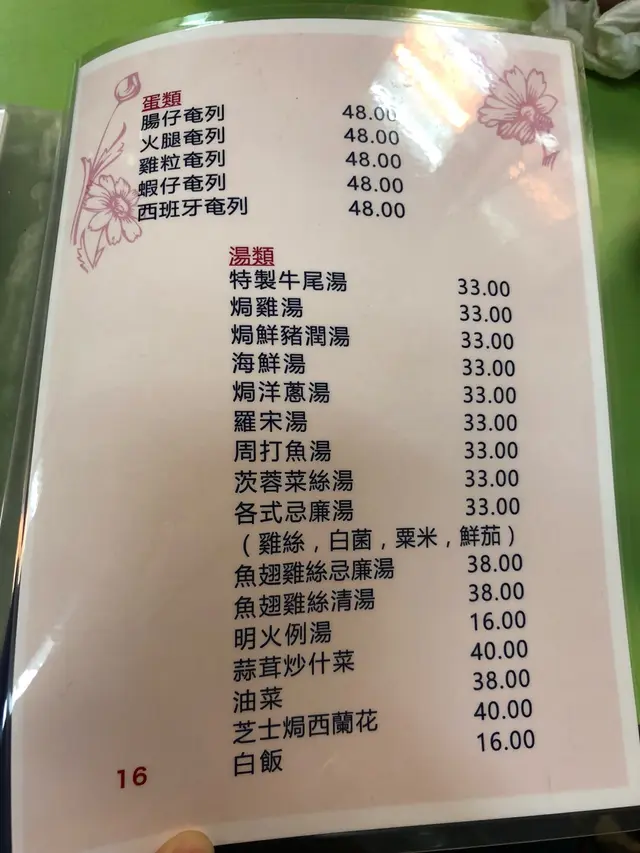 蛋類
腸仔奄列 48.00
火腿奄列 48.00
雞粒奄列 48.00
蝦仔奄列 48.00
西班牙奄列 48.00
湯類
特製牛尾湯 33.00
焗雞湯 33.00
焗鮮豬潤湯 33.00
海鮮湯 33.00
焗洋蔥湯 33.00
羅宋湯 33.00
周打魚湯 33.00
茨蓉菜絲湯 33.00
各式忌廉湯 33.00
（雞絲，白菌，粟米，鮮茄）
魚翅雞絲忌廉湯 38.00
魚翅雞絲清湯 38.00
明火例湯 16.00
蒜茸炒什菜 40.00
油菜 38.00
芝士焗西蘭花 40.00
白飯 16.00
16